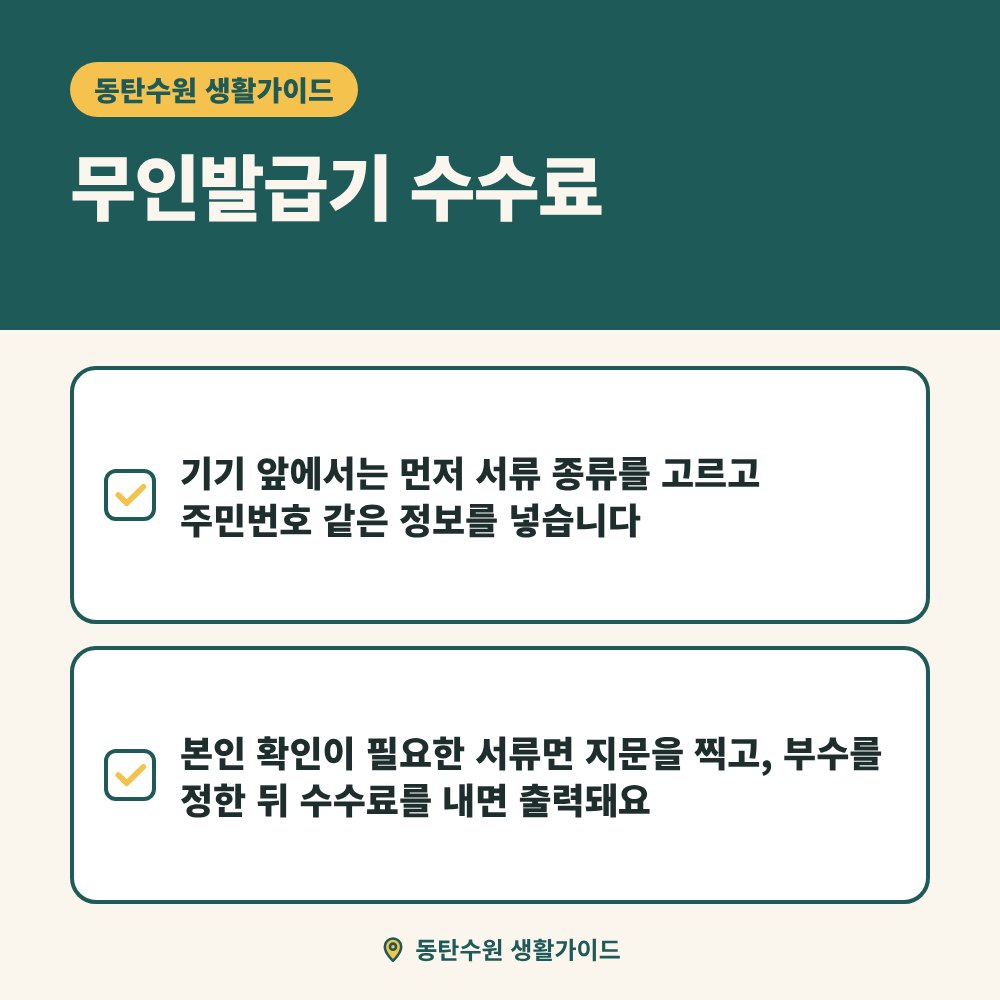 동탄수원 생활가이드
무인발급기 수수료
기기 앞에서는 먼저 서류 종류를 고르고
주민번호 같은 정보를 넣습니다
본인 확인이 필요한 서류면 지문을 찍고, 부수를
정한 뒤 수수료를 내면 출력돼요
동탄수원 생활가이드